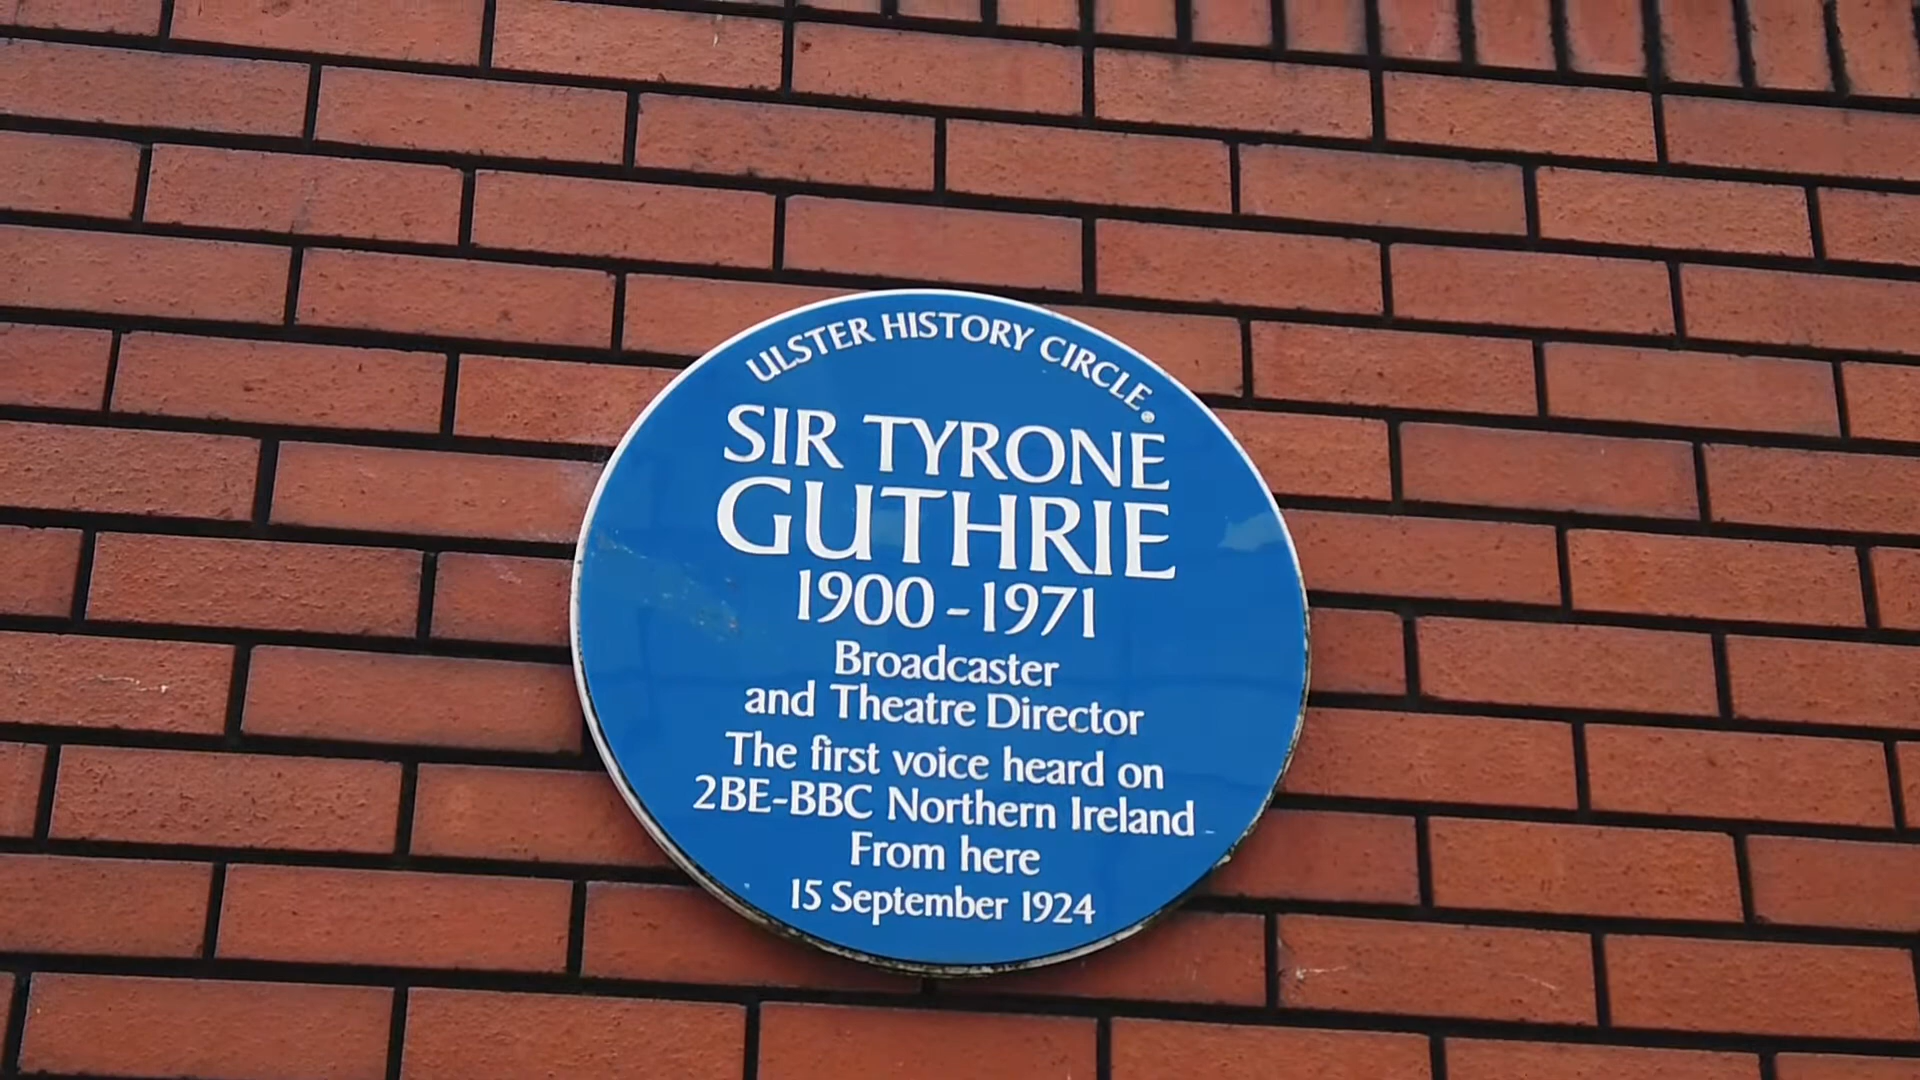 ULSTER HISTORY CIRCLE®
SIR TYRONE
GUTHRIE
1900-1971
Broadcaster
and Theatre Director
The first voice heard on
2BE-BBC Northern Ireland
From here
15 September 1924